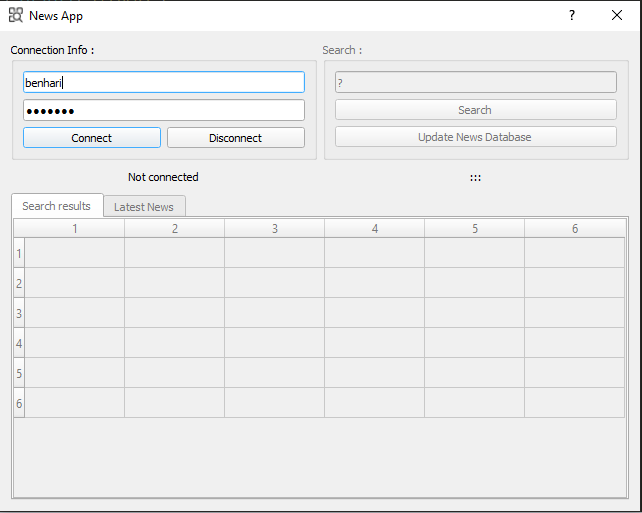 News App
Connection Info :
Search :
benhari
?
●●●●●●●
Search
Connect
Disconnect
Update News Database
Not connected
:::
Search results
Latest News
1 2 3 4 5 6
1
2
3
4
5
6